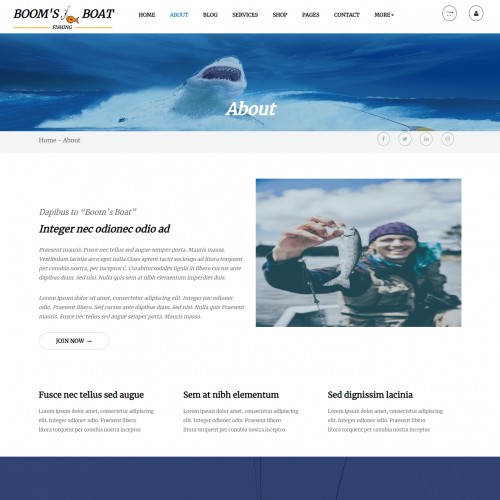 BOOM'S BOAT
FISHING
HOME ABOUT BLOG SERVICES SHOP PAGES CONTACT MORE
About
Home - About
Dapibus to “Boom's Boat”
Integer nec odionec odio ad
Praesent mauris. Fusce nec tellus sed augue semper porta. Mauris massa.
Vestibulum lacinia arcu eget nulla.Class aptent taciti sociosqu ad litora torquent
per conubia nostra, per inceptos C. Curabitursodales ligula in libero cursus ante
dapibus diam. Sed nisi. Nulla quis sem at nibh elementum imperdiet duis.
Lorem ipsum dolor sit amet, consectetur adipiscing elit. Integer nec odioner
odio. Praesent libero. Sed cursus ante dapibus diam. Sed nisi. Nulla quis Praesent
mauris. Fusce nec tellus sed augue semper porta. Mauris massa.
JOIN NOW →
Fusce nec tellus sed augue
Lorem ipsum dolor amet, consectetur adipiscing
elit. Integer odioner odio. Praesent libero
litora torquent per conubia nostra inceptos
Sem at nibh elementum
Lorem ipsum dolor amet, consectetur adipiscing
elit. Integer odioner odio. Praesent libero
litora torquent per conubia nostra inceptos
Sed dignissim lacinia
Lorem ipsum dolor amet, consectetur adipiscing
elit. Integer odioner odio. Praesent libero
litora torquent per conubia nostra inceptos